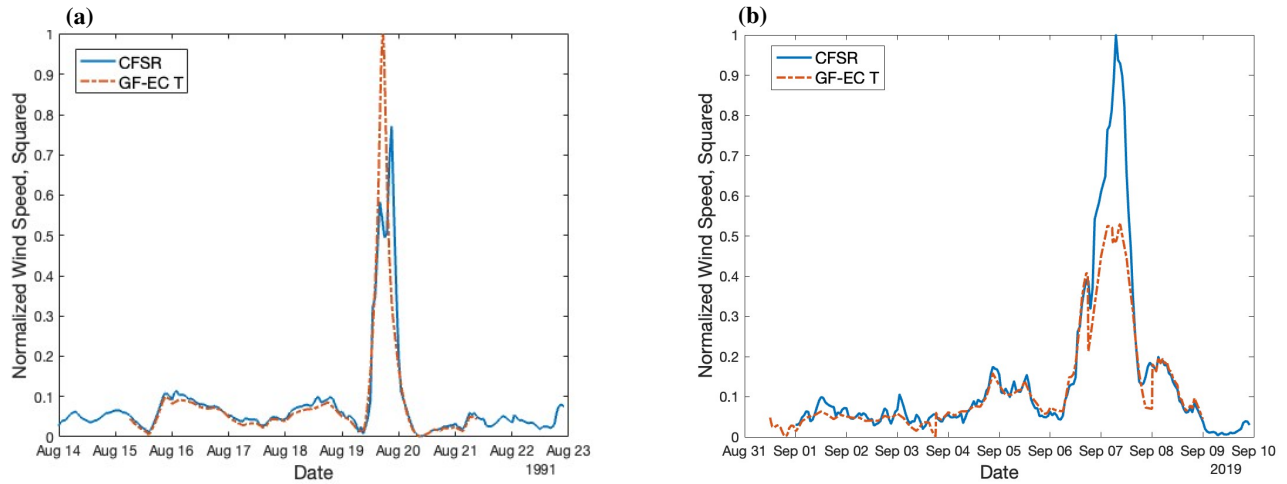 (a)
Normalized Wind Speed, Squared
1
0.9
0.8
0.7
0.6
0.5
0.4
0.3
0.2
0.1
0
CFSR
GF-EC T
Aug 14 Aug 15 Aug 16 Aug 17 Aug 18 Aug 19 Aug 20 Aug 21 Aug 22 Aug 23
1991
Date
(b)
Normalized Wind Speed, Squared
1
0.9
0.8
0.7
0.6
0.5
0.4
0.3
0.2
0.1
0
CFSR
GF-EC T
Aug 31 Sep 01 Sep 02 Sep 03 Sep 04 Sep 05 Sep 06 Sep 07 Sep 08 Sep 09 Sep 10
2019
Date